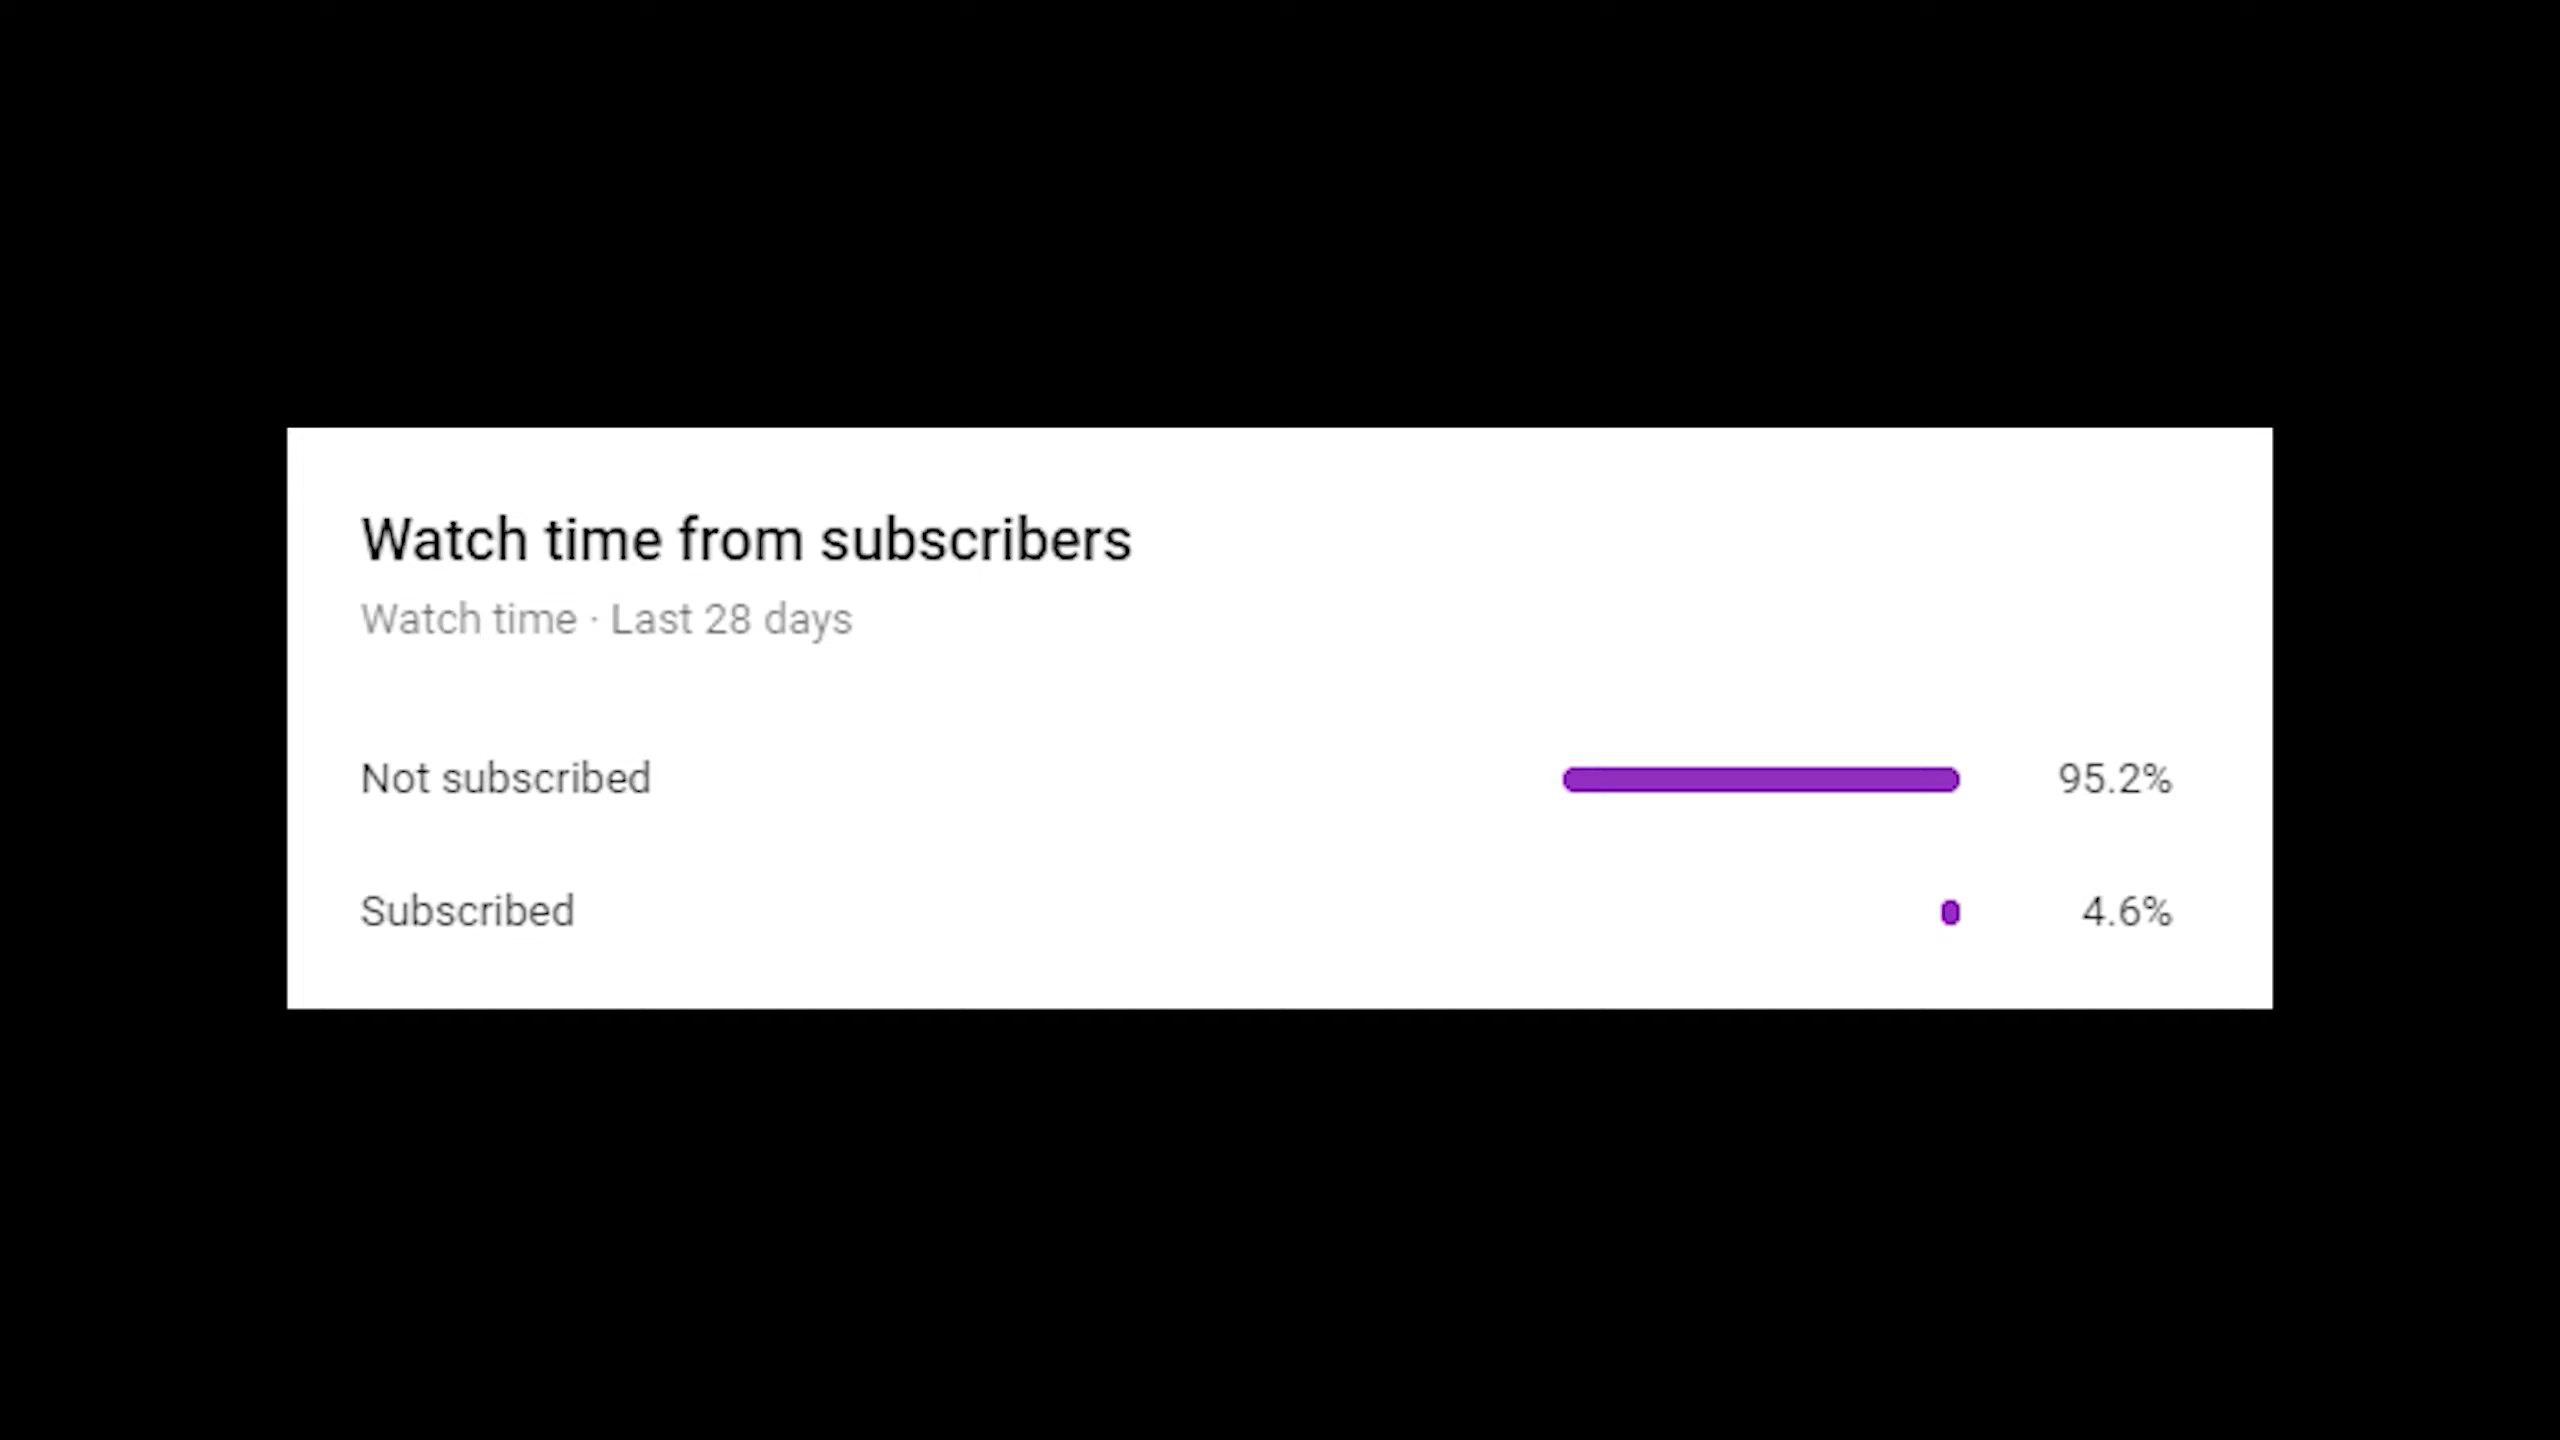 Watch time from subscribers
Watch time · Last 28 days
Not subscribed 95.2%
Subscribed 4.6%